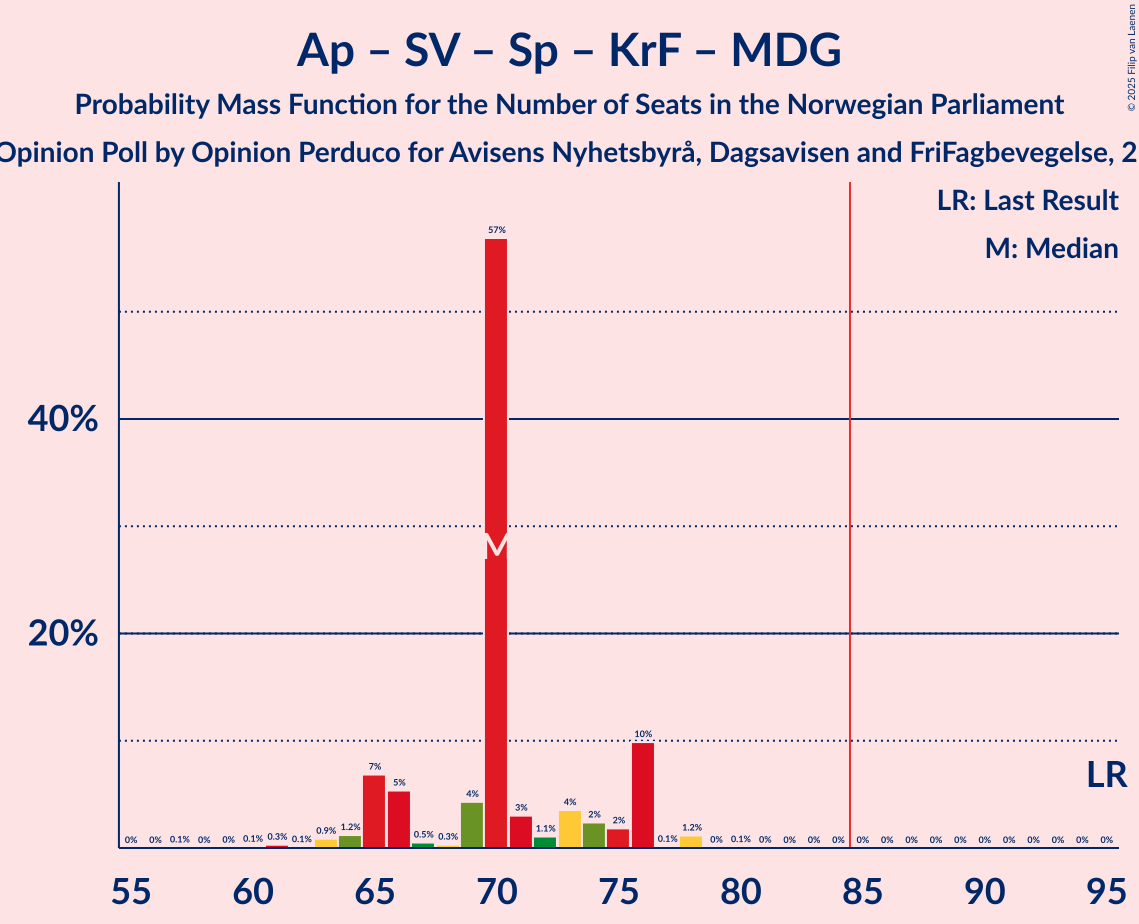 Ap – SV – Sp – KrF – MDG
Probability Mass Function for the Number of Seats in the Norwegian Parliament
Opinion Poll by Opinion Perduco for Avisens Nyhetsbyrå, Dagsavisen and FriFagbevegelse, 2
© 2025 Filip van Laenen
LR: Last Result
M: Median
57%
40%
M
20%
10%
LR
7%
5%
4%
3%
4%
2%
2%
0% 0% 0.1% 0% 0% 0.1% 0.3% 0.1% 0.9% 1.2% 0.5% 0.3% 1.1% 0.1% 1.2% 0% 0.1% 0% 0% 0% 0% 0% 0% 0% 0% 0% 0% 0% 0% 0% 0% 0%
55 60 65 70 75 80 85 90 95